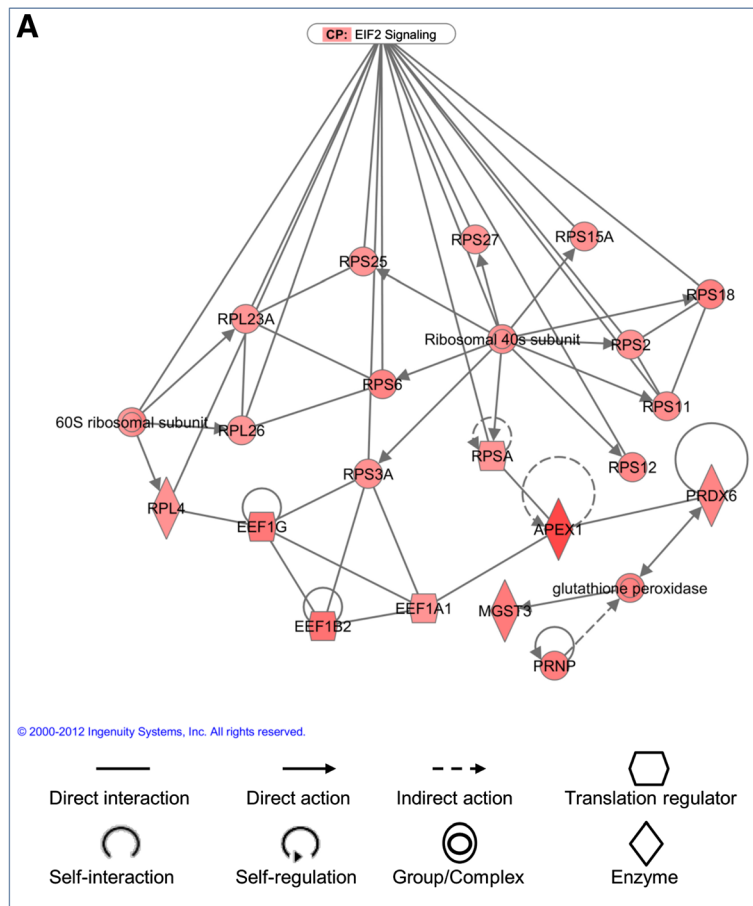 A
CP: EIF2 Signaling
RPS27
RPS15A
RPS25
RPS18
RPL23A
Ribosomal 40s subunit
RPS2
RPS6
RPS11
60S ribosomal subunit
RPL26
RPSA
RPS12
RPS3A
PRDX6
RPL4
EEF1G
APEX1
glutathione peroxidase
EEF1A1
MGST3
EEF1B2
PRNP
© 2000-2012 Ingenuity Systems, Inc. All rights reserved.
Direct interaction
Direct action
Indirect action
Translation regulator
Self-interaction
Self-regulation
Group/Complex
Enzyme